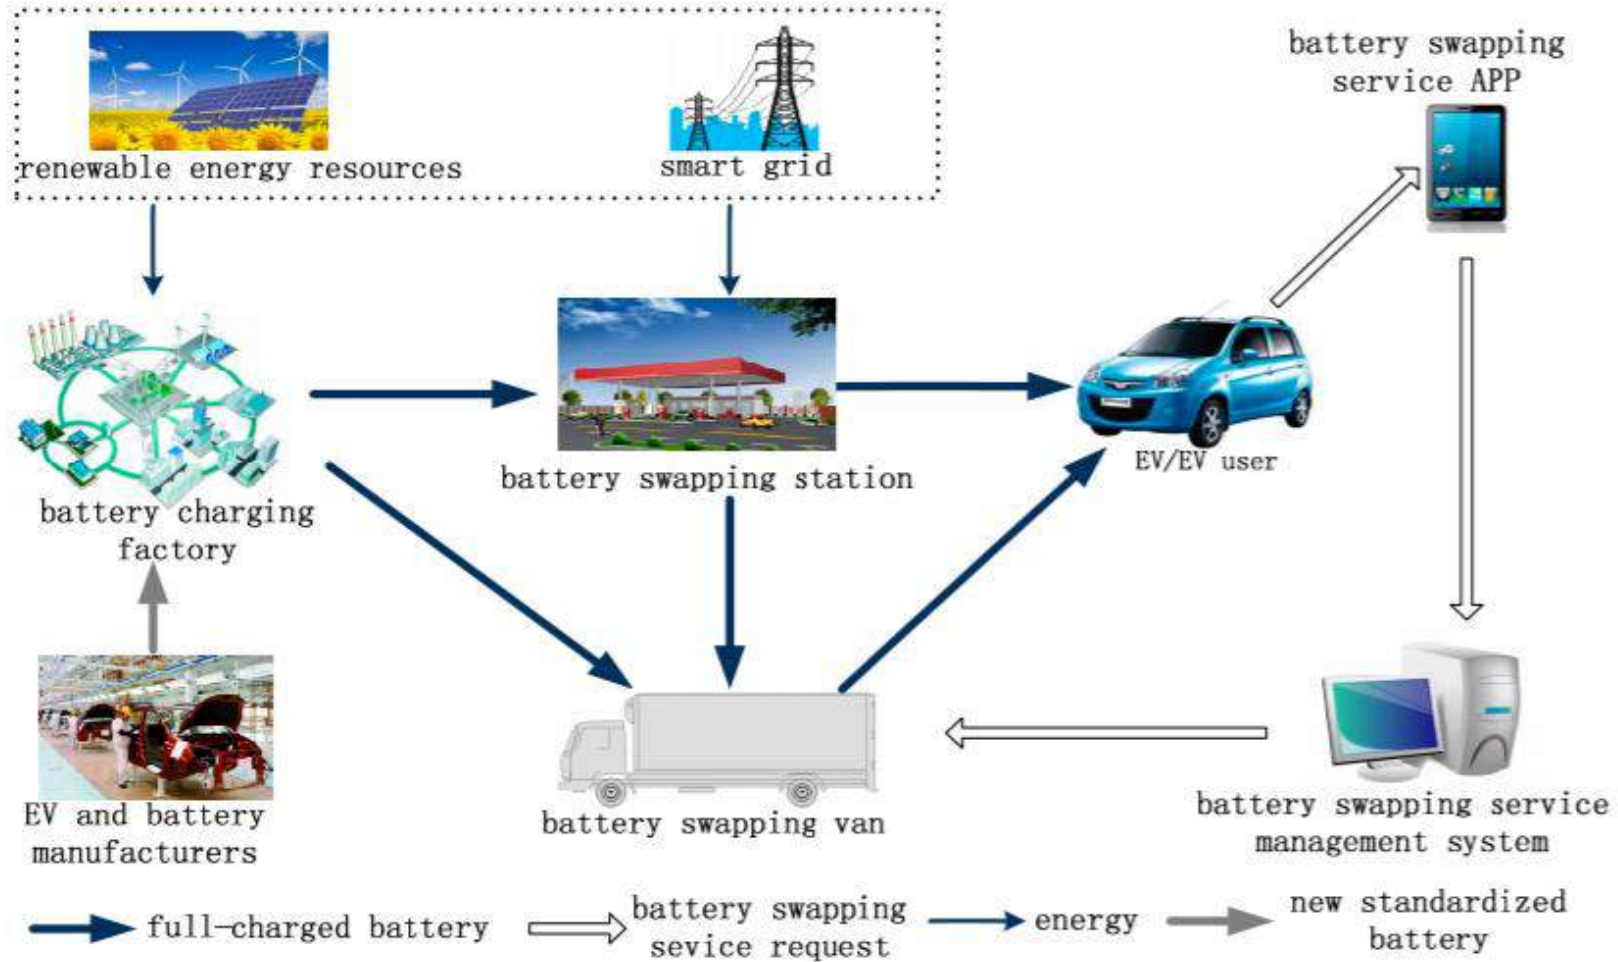 battery swapping
service APP
renewable energy resources
smart grid
battery swapping station
EV/EV user
battery charging
factory
EV and battery
manufacturers
battery swapping van
battery swapping service
management system
full-charged battery
battery swapping
sevice request
energy
new standardized
battery